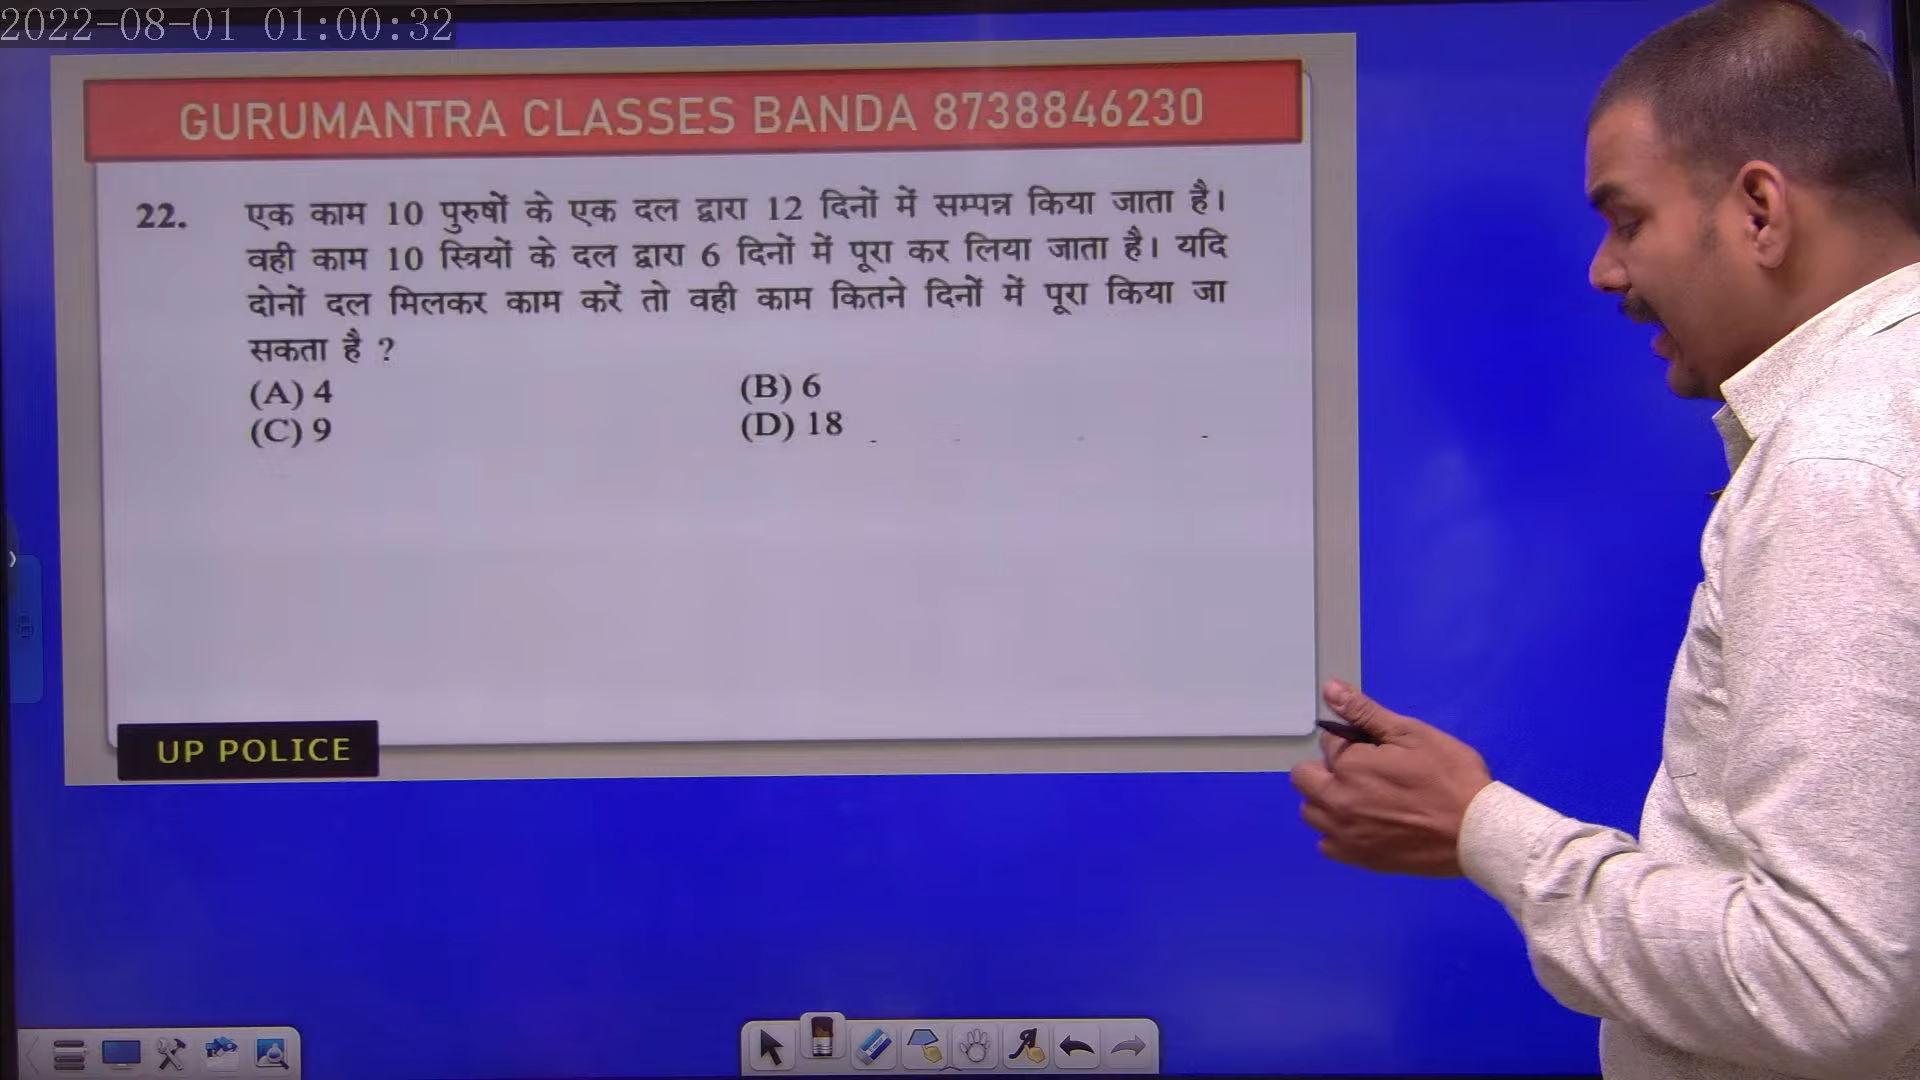 2022-08-01 01:00:32
GURUMANTRA CLASSES BANDA 8738846230
22. एक काम 10 पुरुषों के एक दल द्वारा 12 दिनों में सम्पन्न किया जाता है।
वही काम 10 स्त्रियों के दल द्वारा 6 दिनों में पूरा कर लिया जाता है। यदि
दोनों दल मिलकर काम करें तो वही काम कितने दिनों में पूरा किया जा
सकता है ?
(A) 4 (B) 6
(C) 9 (D) 18
UP POLICE